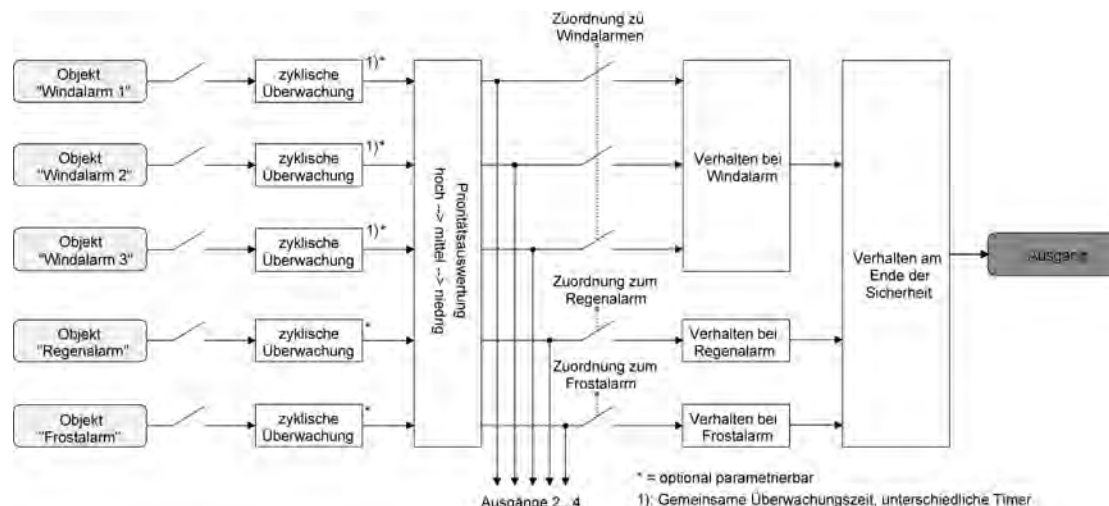 Zuordnung zu
Windalarmen
Objekt
"Windalarm 1"
zyklische
Überwachung
1)*
Objekt
"Windalarm 2"
zyklische
Überwachung
1)*
Objekt
"Windalarm 3"
zyklische
Überwachung
1)*
Objekt
"Regenalarm"
zyklische
Überwachung
*
Objekt
"Frostalarm"
zyklische
Überwachung
*
Prioritätsauswertung
hoch --> mittel --> niedrig
Verhalten bei
Windalarm
Zuordnung zum
Regenalarm
Verhalten bei
Regenalarm
Zuordnung zum
Frostalarm
Verhalten bei
Frostalarm
Verhalten am
Ende der
Sicherheit
Ausgänge 2...4
* = optional parametrierbar
1): Gemeinsame Überwachungszeit, unterschiedliche Timer